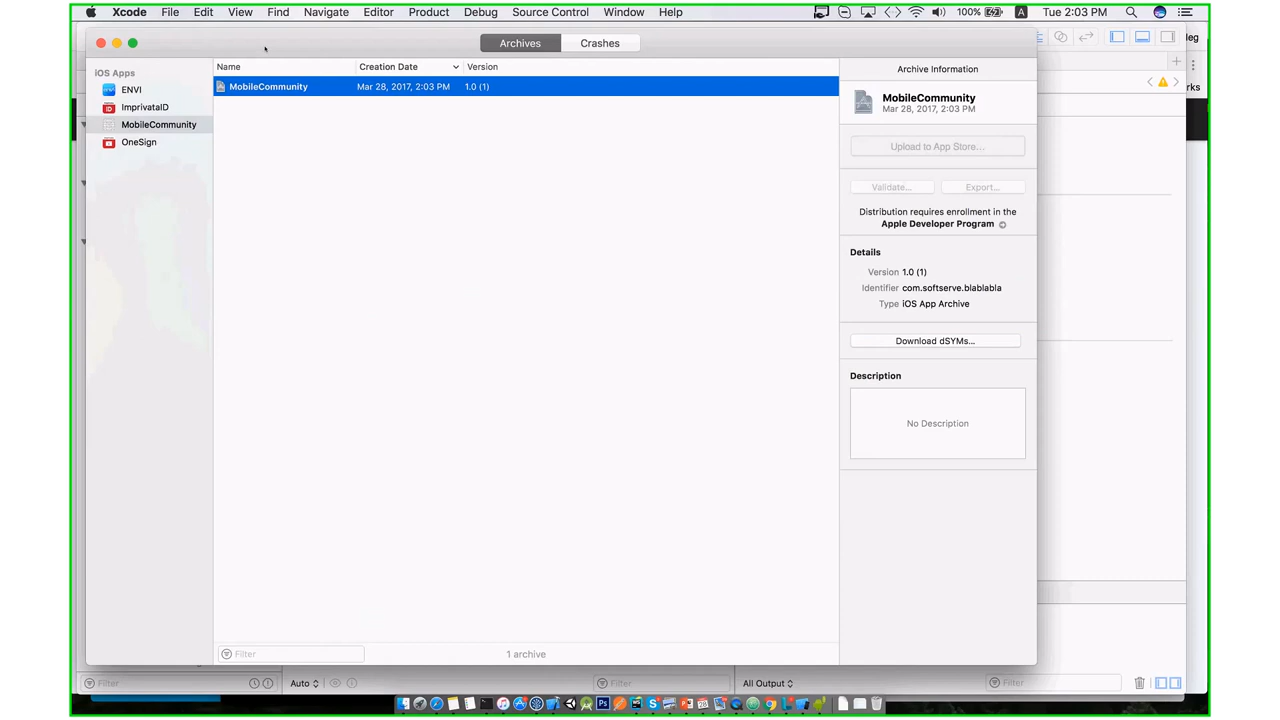 Xcode File Edit View Find Navigate Editor Product Debug Source Control Window Help 100% A Tue 2:03 PM
Archives Crashes
iOS Apps
ENVI
ImprivataID
MobileCommunity
OneSign
Name Creation Date Version
MobileCommunity Mar 28, 2017, 2:03 PM 1.0 (1)
Filter
1 archive
Archive Information
MobileCommunity
Mar 28, 2017, 2:03 PM
Upload to App Store...
Validate... Export...
Distribution requires enrollment in the
Apple Developer Program
Details
Version 1.0 (1)
Identifier com.softserve.blablabla
Type iOS App Archive
Download dSYMs...
Description
No Description
leg
rks
Filter Auto Filter All Output Filter